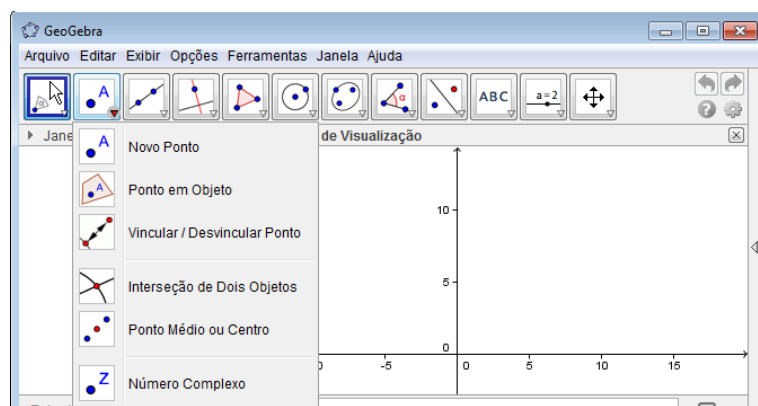 GeoGebra
Arquivo Editar Exibir Opções Ferramentas Janela Ajuda
A
α
ABC
a=2
Jane
de Visualização
A Novo Ponto
A Ponto em Objeto
Vincular / Desvincular Ponto
Interseção de Dois Objetos
Ponto Médio ou Centro
Z Número Complexo
10
5
0
-5 0 5 10 15